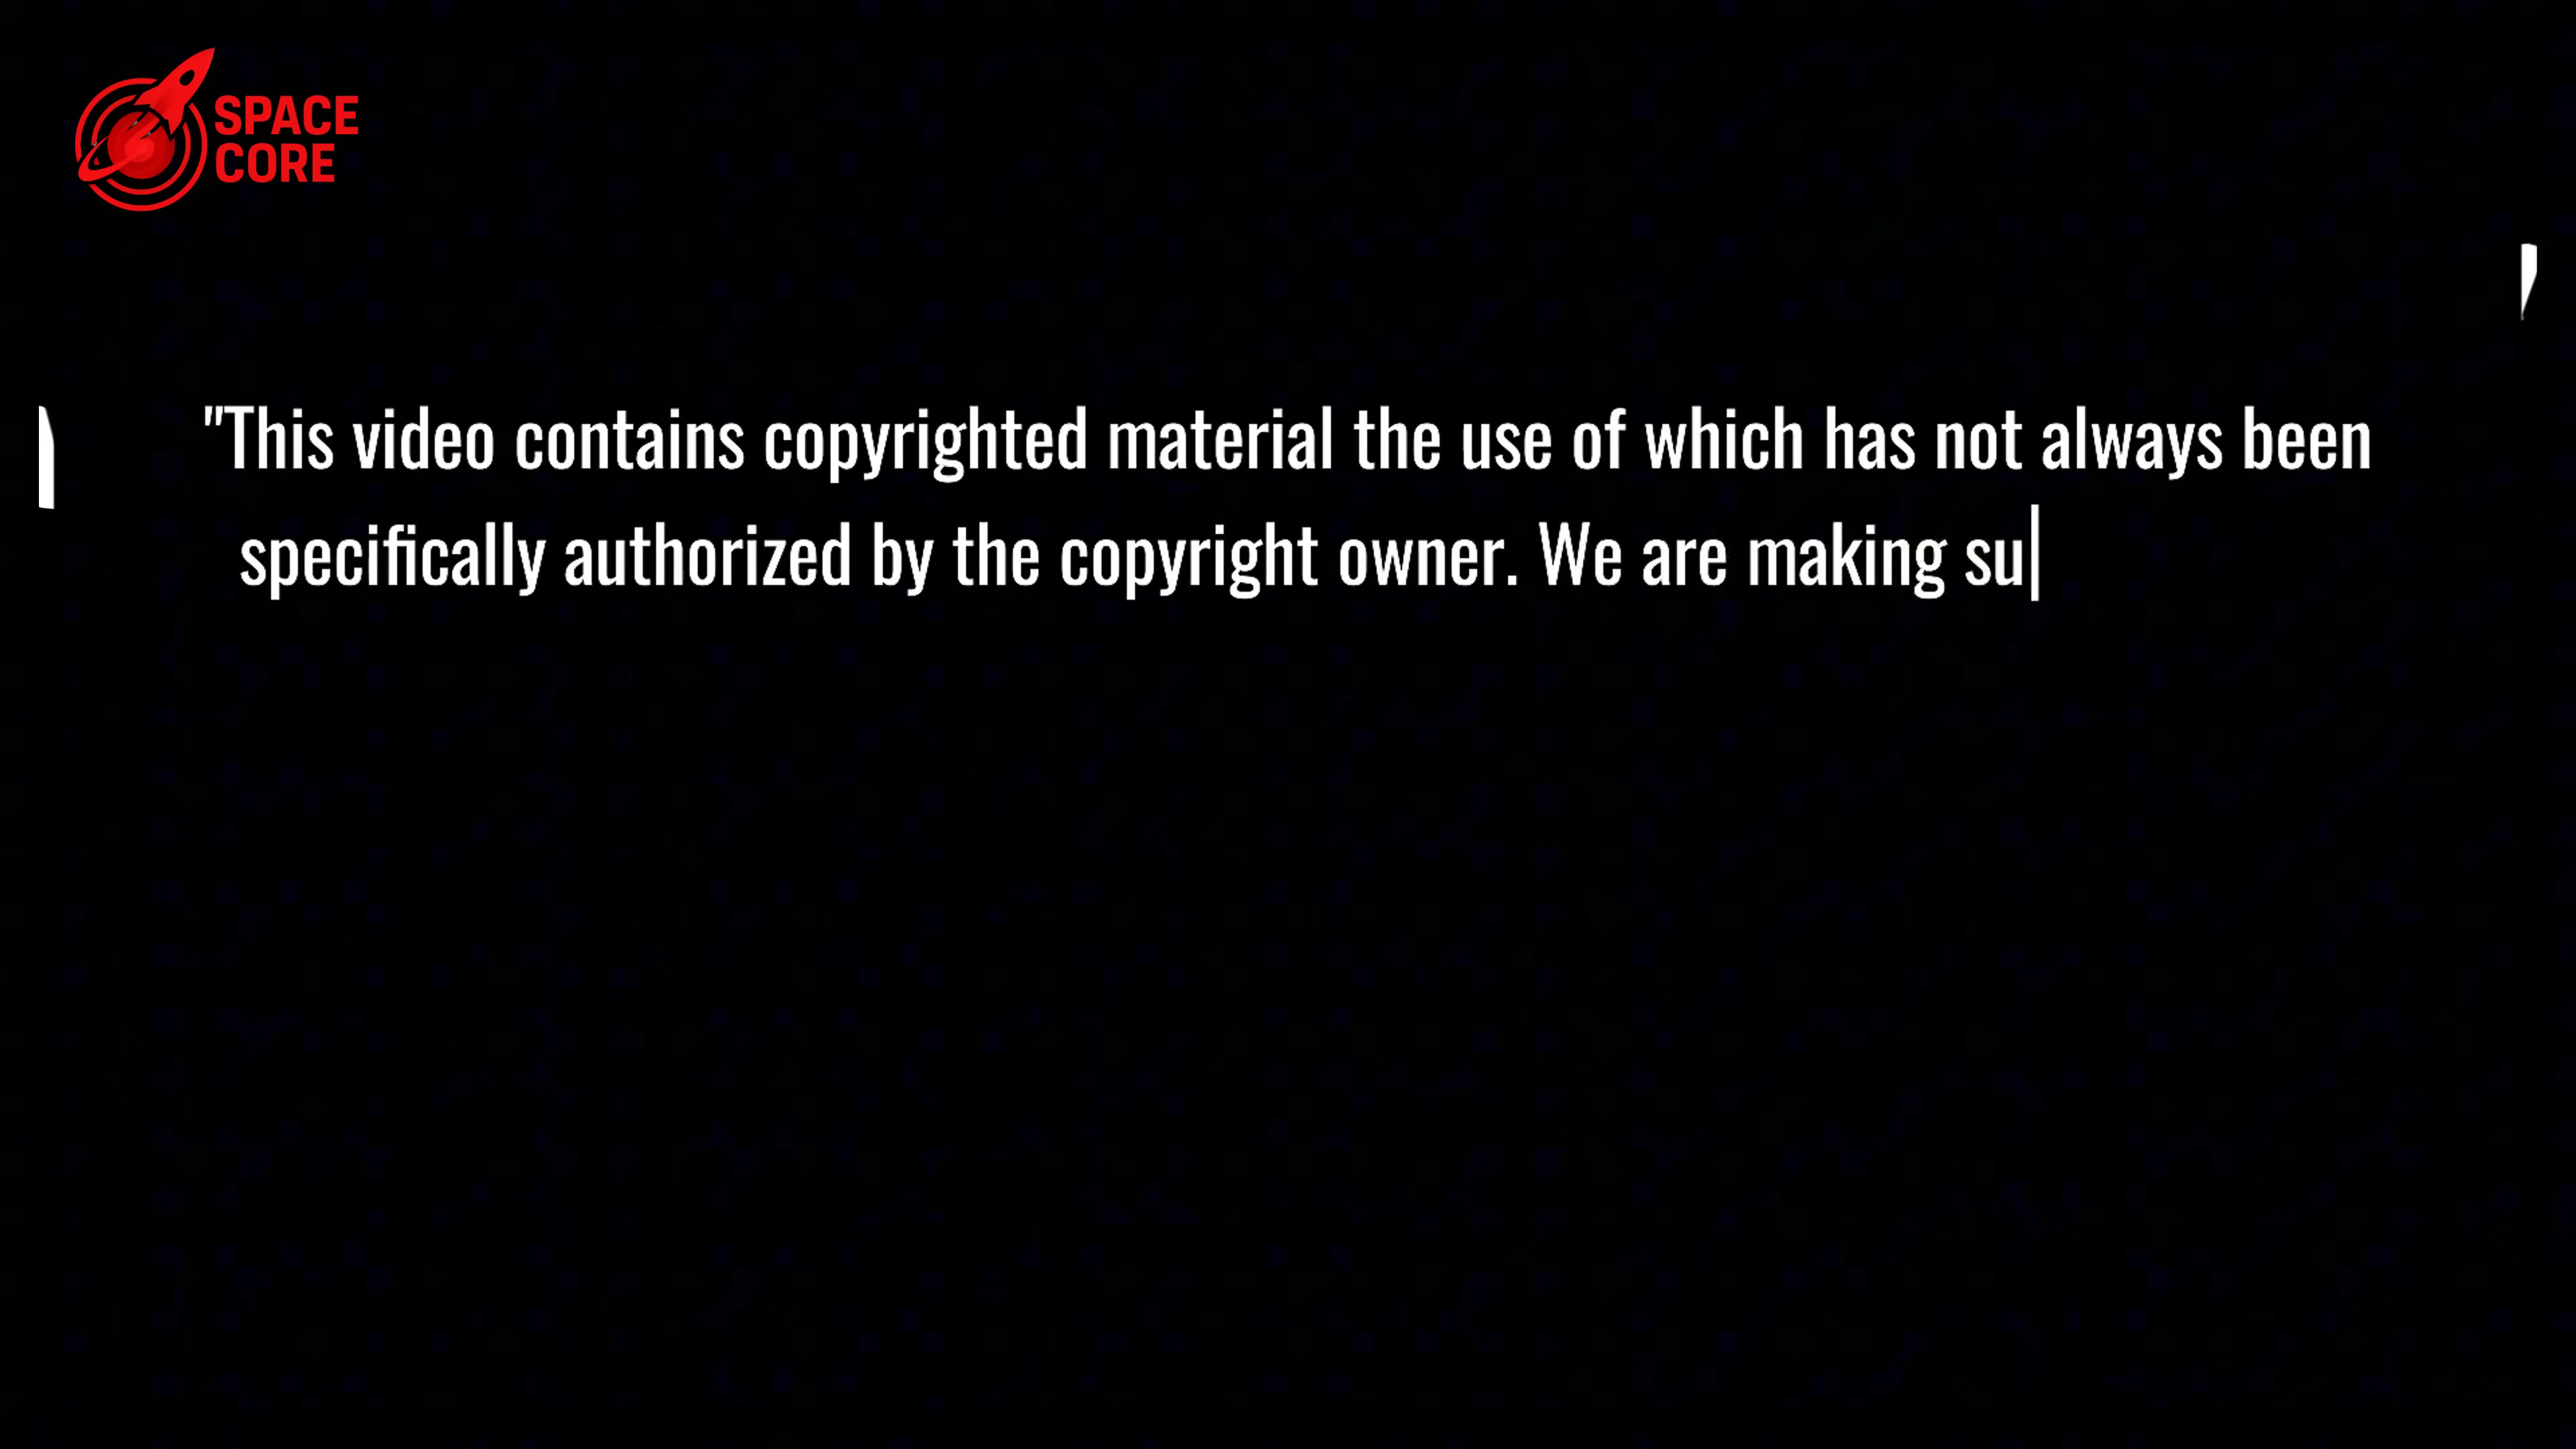 SPACE
CORE
"This video contains copyrighted material the use of which has not always been
specifically authorized by the copyright owner. We are making su